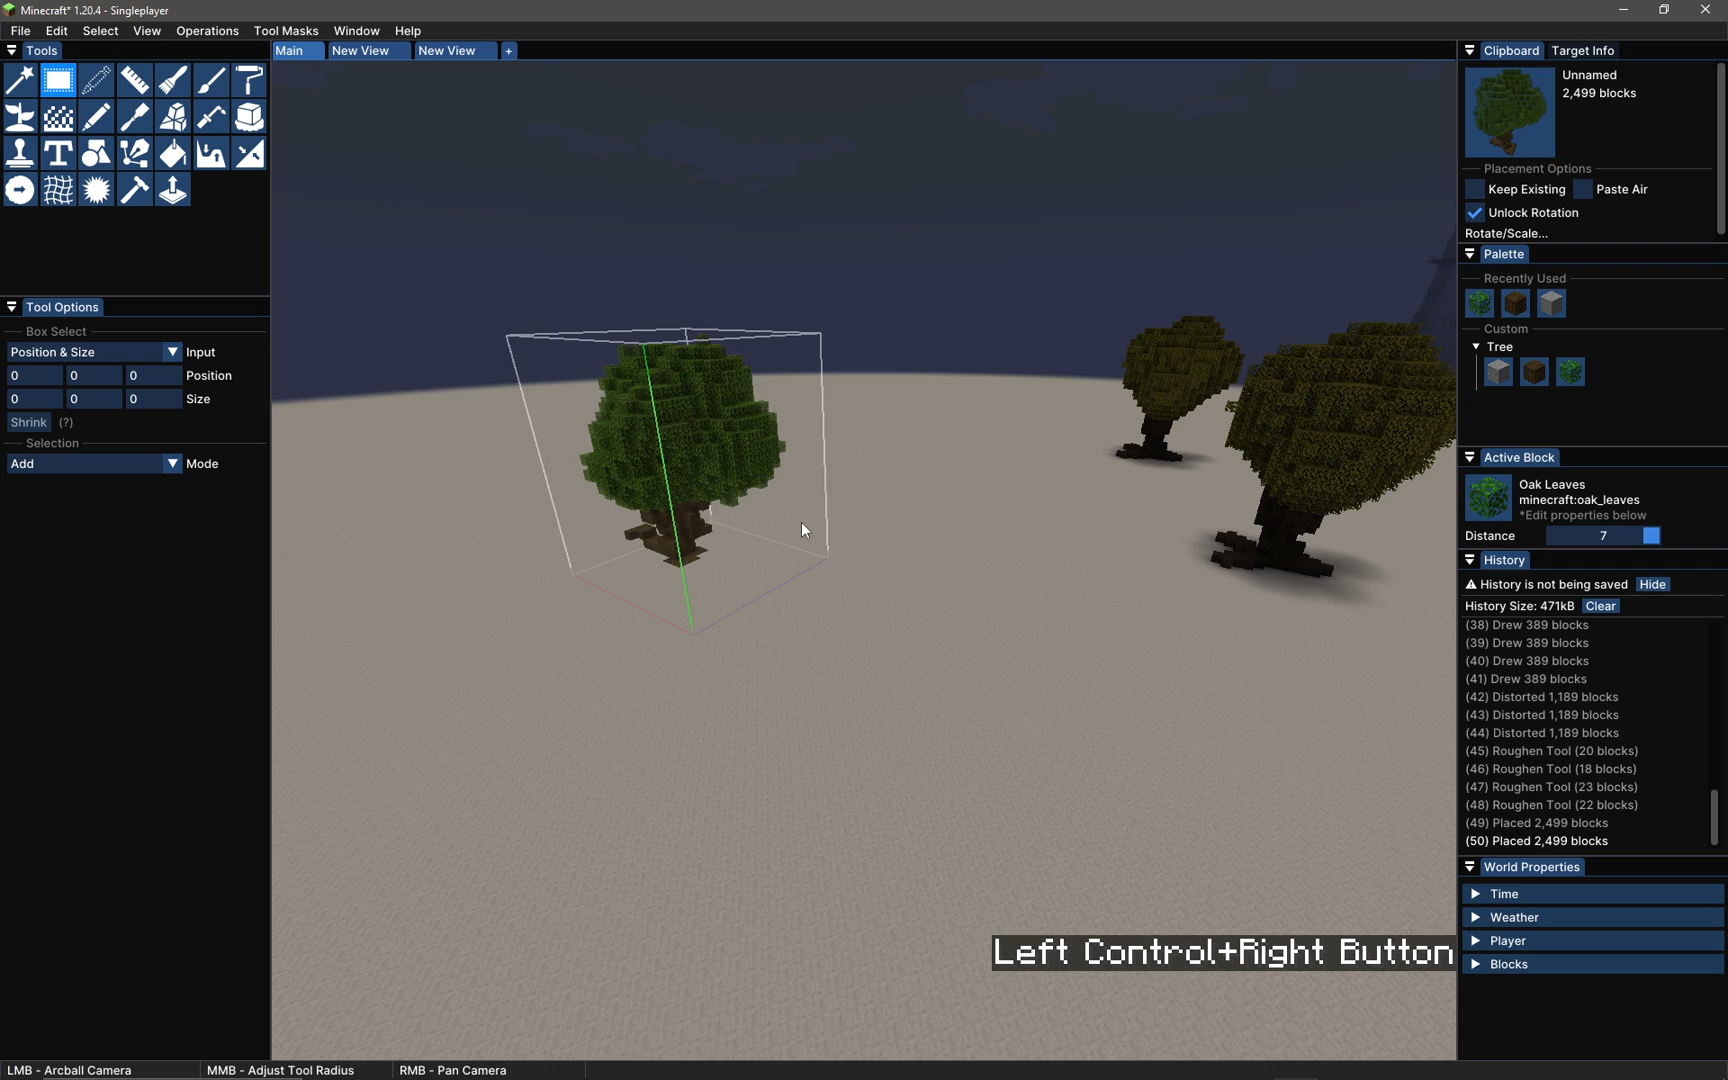 Minecraft* 1.20.4 - Singleplayer
File Edit Select View Operations Tool Masks Window Help
Tools
Main New View New View +
Clipboard Target Info
Unnamed
2,499 blocks
Placement Options
Keep Existing Paste Air
Unlock Rotation
Rotate/Scale...
Palette
Recently Used
Custom
Tree
Tool Options
Box Select
Position & Size Input
0 0 0 Position
0 0 0 Size
Shrink (?)
Selection
Add Mode
Active Block
Oak Leaves
minecraft:oak_leaves
*Edit properties below
Distance 7
History
History is not being saved Hide
History Size: 471kB Clear
(38) Drew 389 blocks
(39) Drew 389 blocks
(40) Drew 389 blocks
(41) Drew 389 blocks
(42) Distorted 1,189 blocks
(43) Distorted 1,189 blocks
(44) Distorted 1,189 blocks
(45) Roughen Tool (20 blocks)
(46) Roughen Tool (18 blocks)
(47) Roughen Tool (23 blocks)
(48) Roughen Tool (22 blocks)
(49) Placed 2,499 blocks
(50) Placed 2,499 blocks
World Properties
Time
Weather
Player
Blocks
Left Control+Right Button
LMB - Arcball Camera MMB - Adjust Tool Radius RMB - Pan Camera